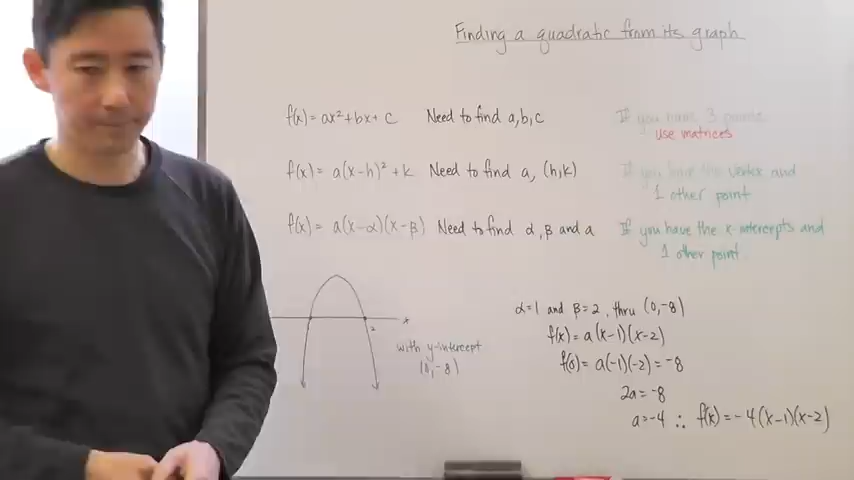 Finding a quadratic from its graph
f(x) = ax² + bx + c Need to find a,b,c If you have 3 points
use matrices
f(x) = a(x-h)² + k Need to find a, (h,k) If you have the vertex and
1 other point
f(x) = a(x-α)(x-β) Need to find α, β and a If you have the x-intercepts and
1 other point.
x
2
with y-intercept
(0,-8)
α=1 and β=2, thru (0,-8)
f(x) = a(x-1)(x-2)
f(0) = a(-1)(-2) = -8
2a = -8
a = -4 ∴ f(x) = -4(x-1)(x-2)